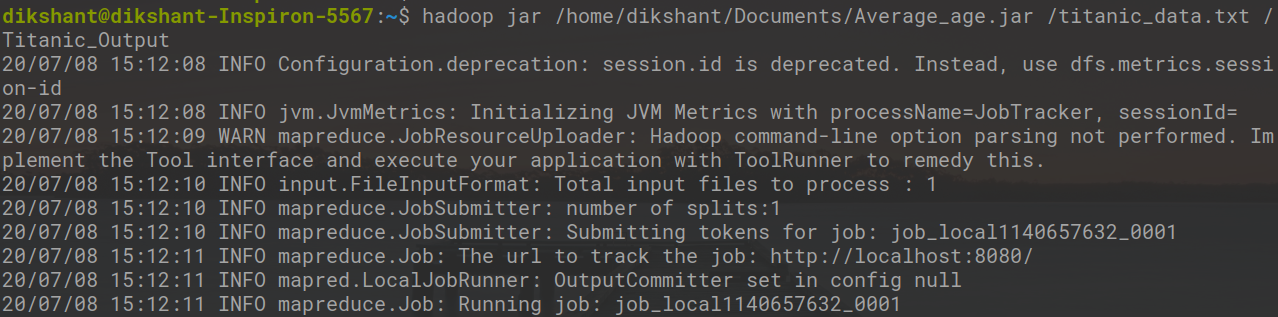 dikshant@dikshant-Inspiron-5567:~$ hadoop jar /home/dikshant/Documents/Average_age.jar /titanic_data.txt /
Titanic_Output
20/07/08 15:12:08 INFO Configuration.deprecation: session.id is deprecated. Instead, use dfs.metrics.sessi
on-id
20/07/08 15:12:08 INFO jvm.JvmMetrics: Initializing JVM Metrics with processName=JobTracker, sessionId=
20/07/08 15:12:09 WARN mapreduce.JobResourceUploader: Hadoop command-line option parsing not performed. Im
plement the Tool interface and execute your application with ToolRunner to remedy this.
20/07/08 15:12:10 INFO input.FileInputFormat: Total input files to process : 1
20/07/08 15:12:10 INFO mapreduce.JobSubmitter: number of splits:1
20/07/08 15:12:10 INFO mapreduce.JobSubmitter: Submitting tokens for job: job_local1140657632_0001
20/07/08 15:12:11 INFO mapreduce.Job: The url to track the job: http://localhost:8080/
20/07/08 15:12:11 INFO mapred.LocalJobRunner: OutputCommitter set in config null
20/07/08 15:12:11 INFO mapreduce.Job: Running job: job_local1140657632_0001